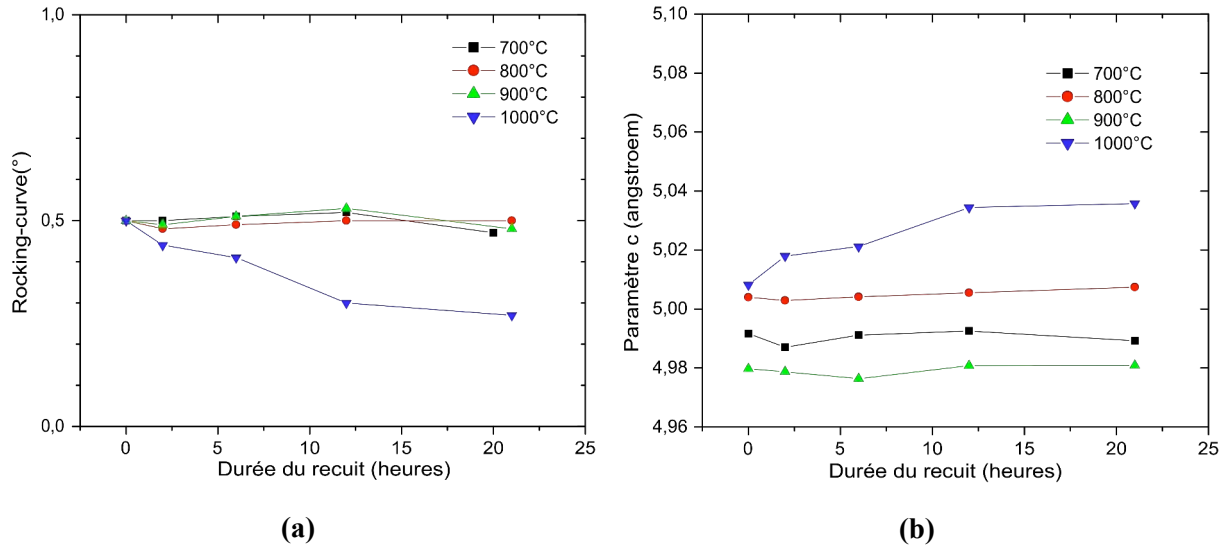 1,0
0,5
0,0
Rocking-curve(°)
700°C
800°C
900°C
1000°C
0
5
10
15
20
25
Durée du recuit (heures)
(a)
5,10
5,08
5,06
5,04
5,02
5,00
4,98
4,96
Paramètre c (angstroem)
700°C
800°C
900°C
1000°C
0
5
10
15
20
25
Durée du recuit (heures)
(b)